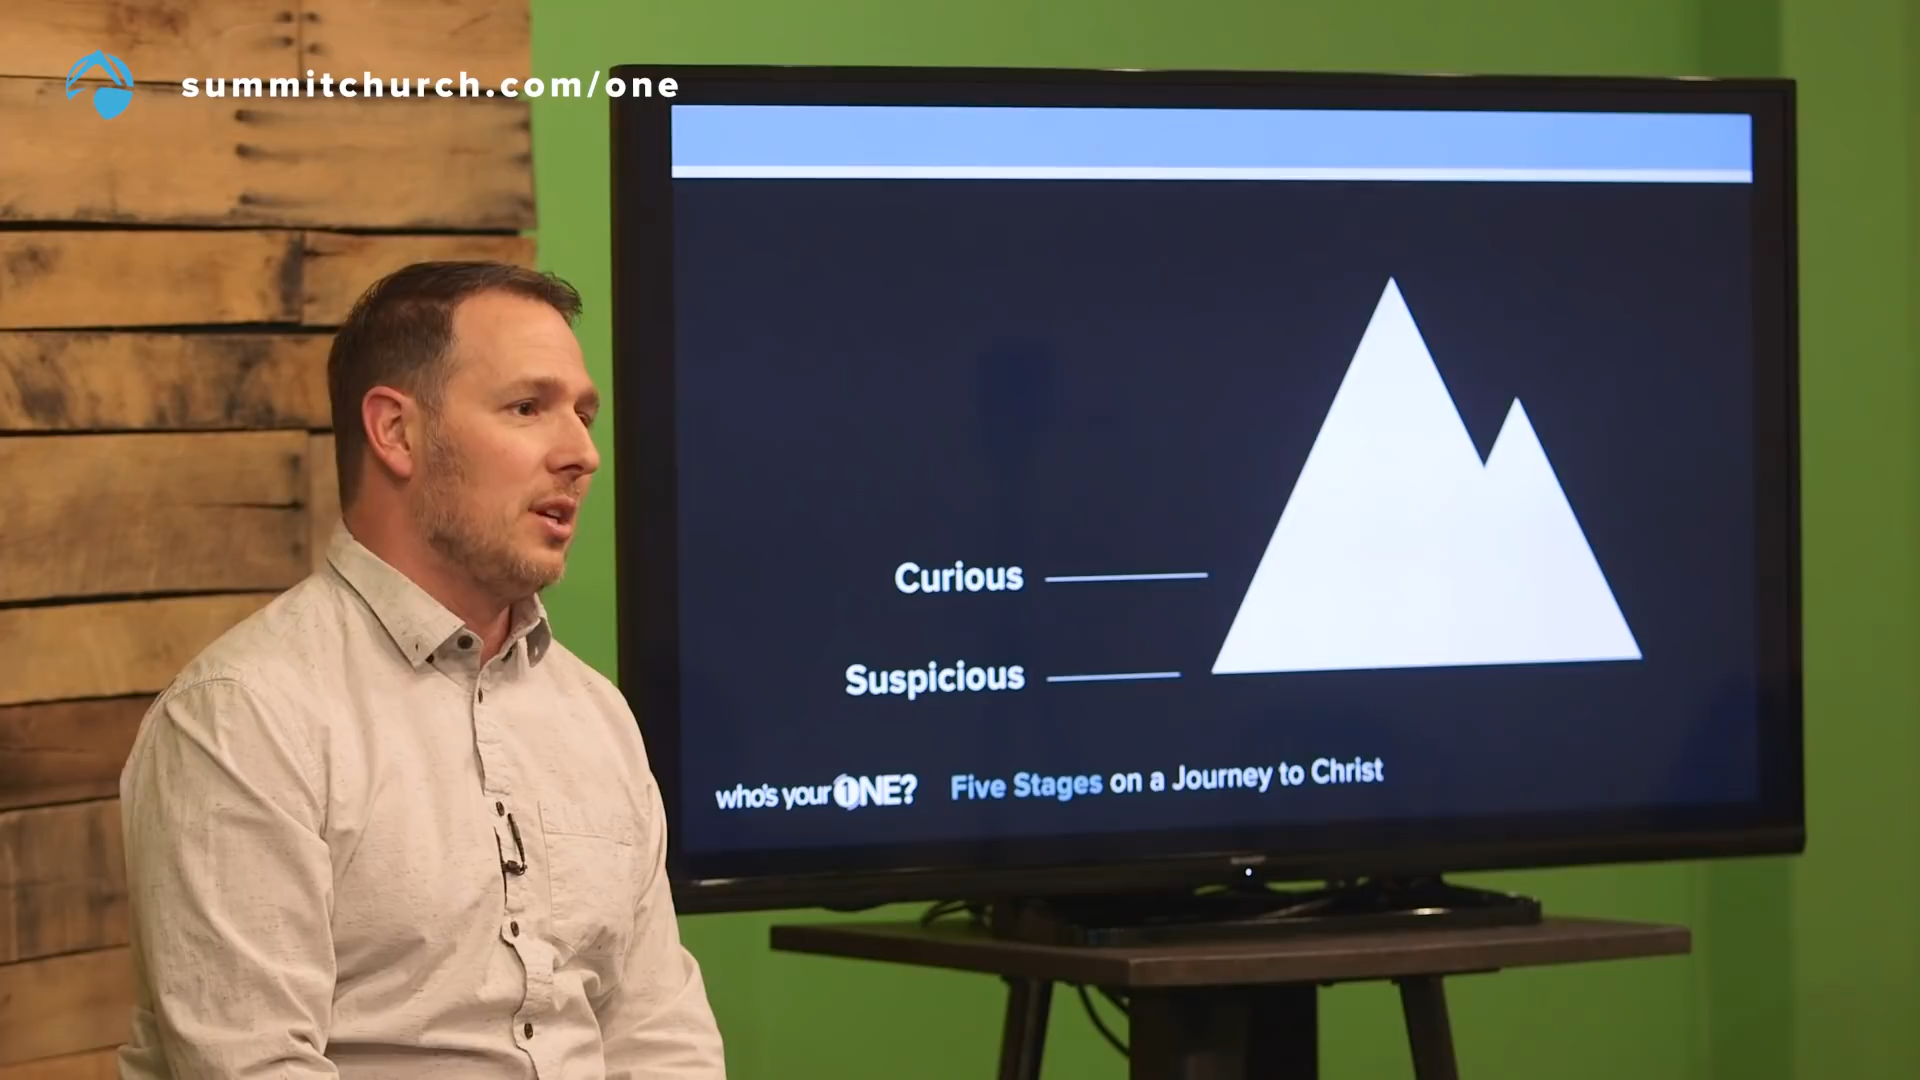 summitchurch.com/one
Curious
Suspicious
who's your ONE?
Five Stages on a Journey to Christ